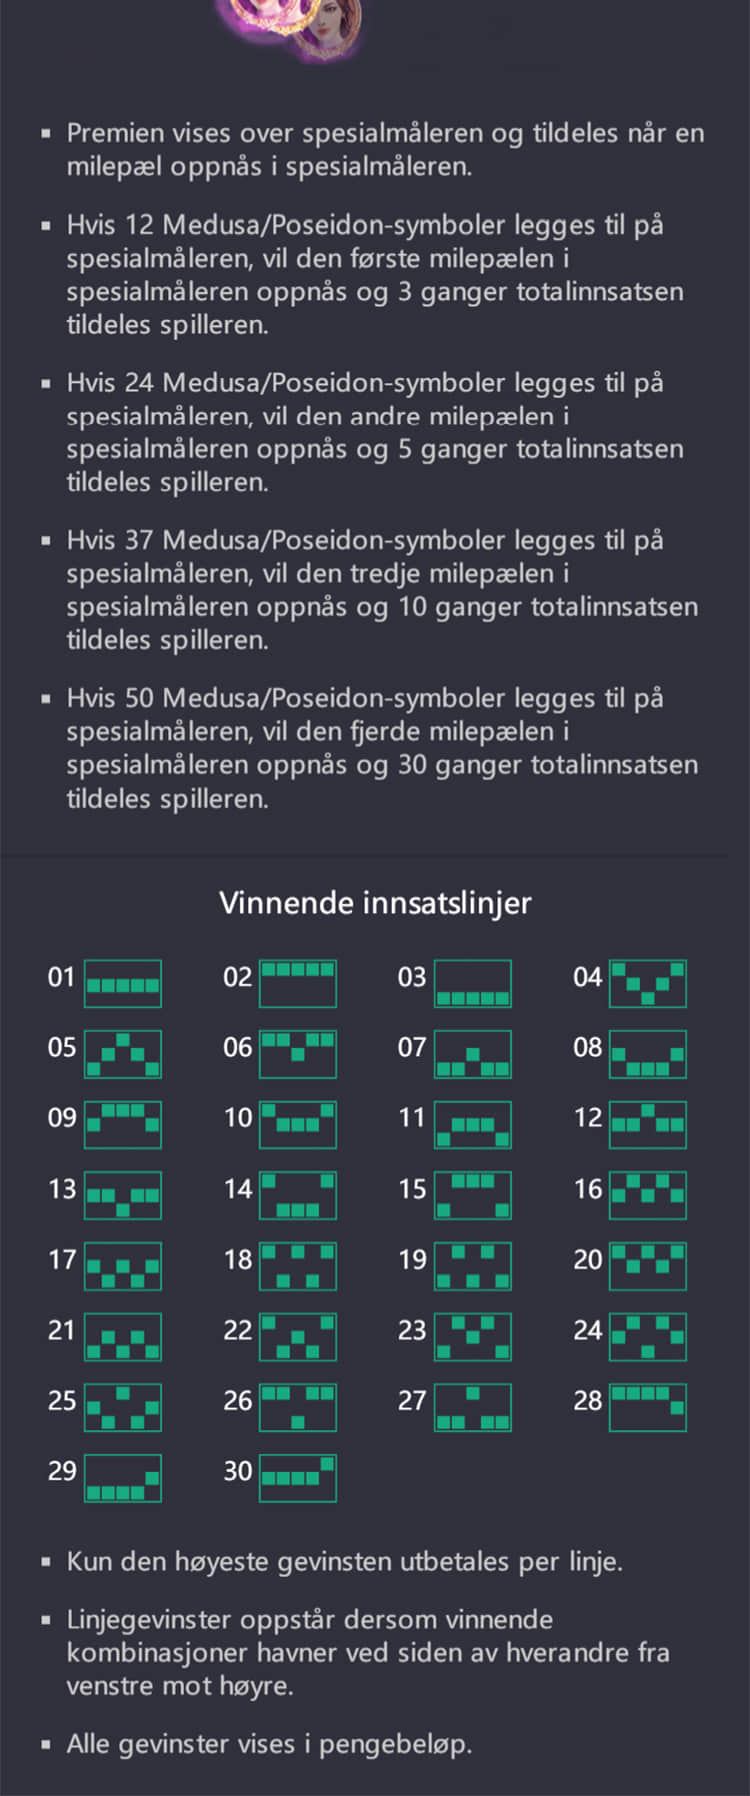 Premien vises over spesialmåleren og tildeles når en
milepæl oppnås i spesialmåleren.
Hvis 12 Medusa/Poseidon-symboler legges til på
spesialmåleren, vil den første milepælen i
spesialmåleren oppnås og 3 ganger totalinnsatsen
tildeles spilleren.
Hvis 24 Medusa/Poseidon-symboler legges til på
spesialmåleren, vil den andre milepælen i
spesialmåleren oppnås og 5 ganger totalinnsatsen
tildeles spilleren.
Hvis 37 Medusa/Poseidon-symboler legges til på
spesialmåleren, vil den tredje milepælen i
spesialmåleren oppnås og 10 ganger totalinnsatsen
tildeles spilleren.
Hvis 50 Medusa/Poseidon-symboler legges til på
spesialmåleren, vil den fjerde milepælen i
spesialmåleren oppnås og 30 ganger totalinnsatsen
tildeles spilleren.
Vinnende innsatslinjer
01 02 03 04
05 06 07 08
09 10 11 12
13 14 15 16
17 18 19 20
21 22 23 24
25 26 27 28
29 30
Kun den høyeste gevinsten utbetales per linje.
Linjegevinster oppstår dersom vinnende
kombinasjoner havner ved siden av hverandre fra
venstre mot høyre.
Alle gevinster vises i pengebeløp.